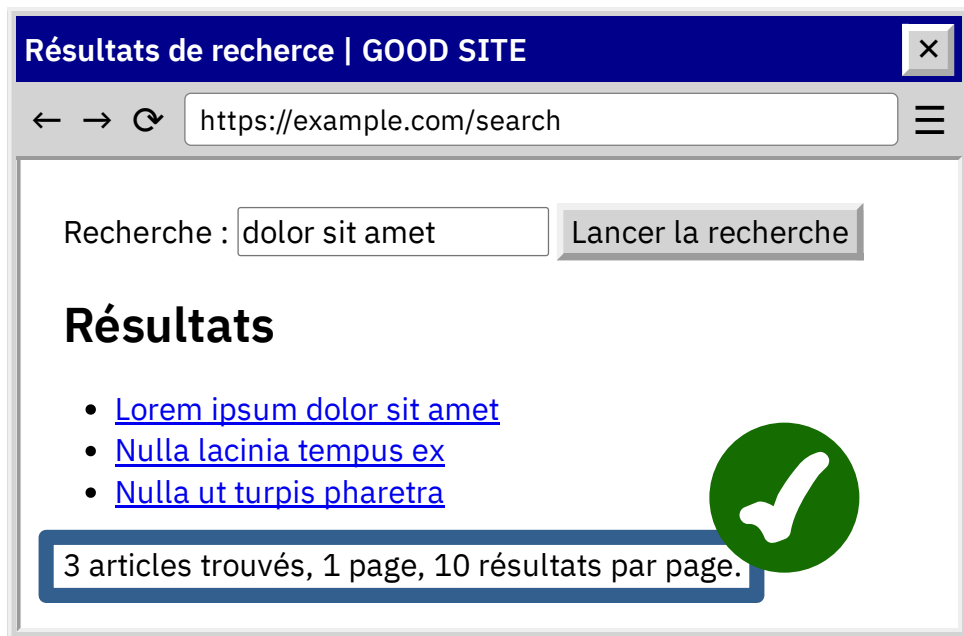 Résultats de recherce | GOOD SITE
https://example.com/search
Recherche : dolor sit amet Lancer la recherche
Résultats
• Lorem ipsum dolor sit amet
• Nulla lacinia tempus ex
• Nulla ut turpis pharetra
3 articles trouvés, 1 page, 10 résultats par page.